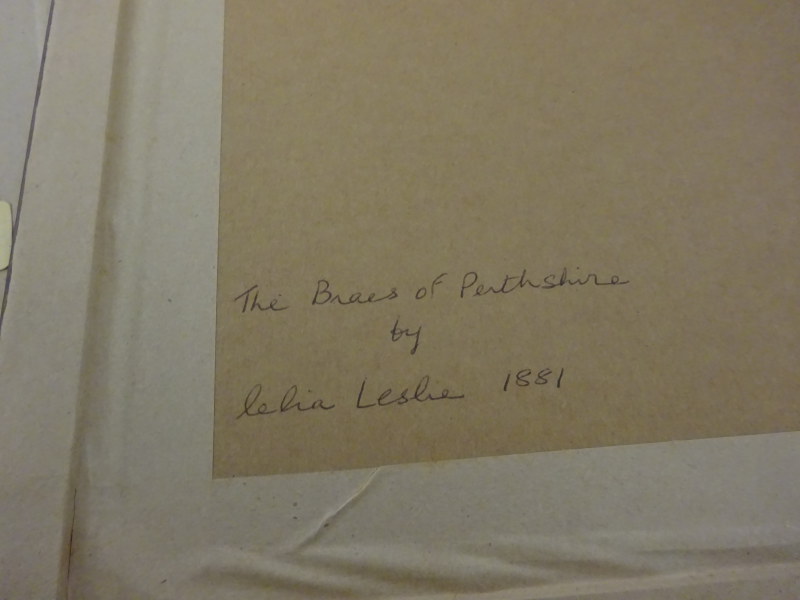 The Braes of Perthshire
by
Lelia Leslie 1881